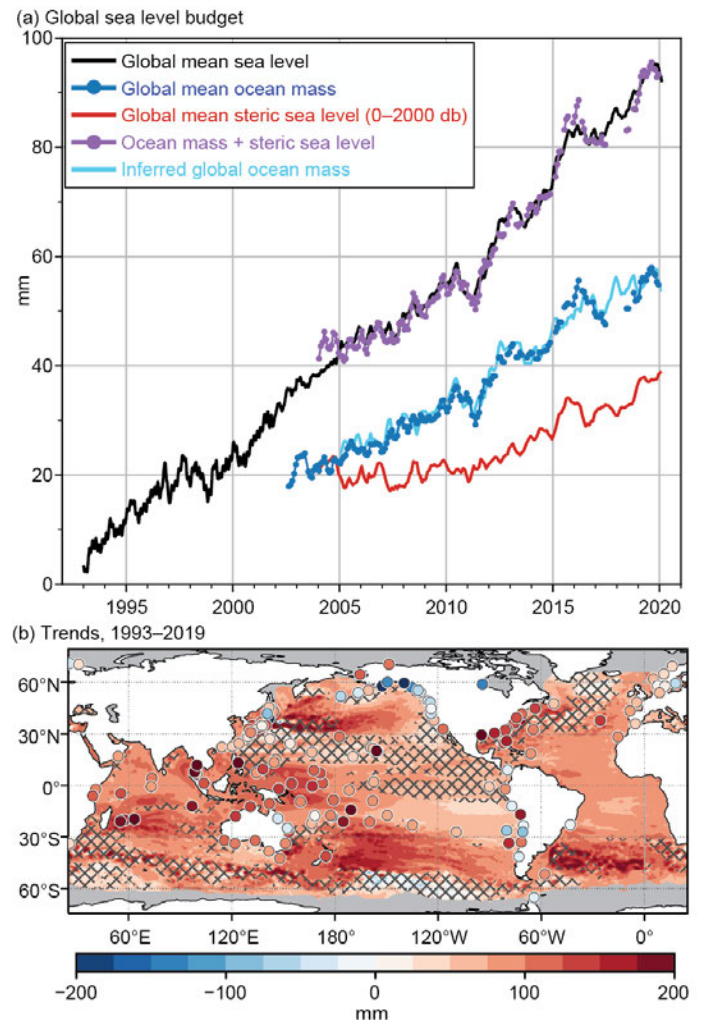 (a) Global sea level budget
100
Global mean sea level
Global mean ocean mass
Global mean steric sea level (0–2000 db)
Ocean mass + steric sea level
Inferred global ocean mass
80
60
mm
40
20
0
1995 2000 2005 2010 2015 2020
(b) Trends, 1993–2019
60°N
30°N
0°
30°S
60°S
60°E 120°E 180° 120°W 60°W 0°
−200 −100 0 100 200
mm